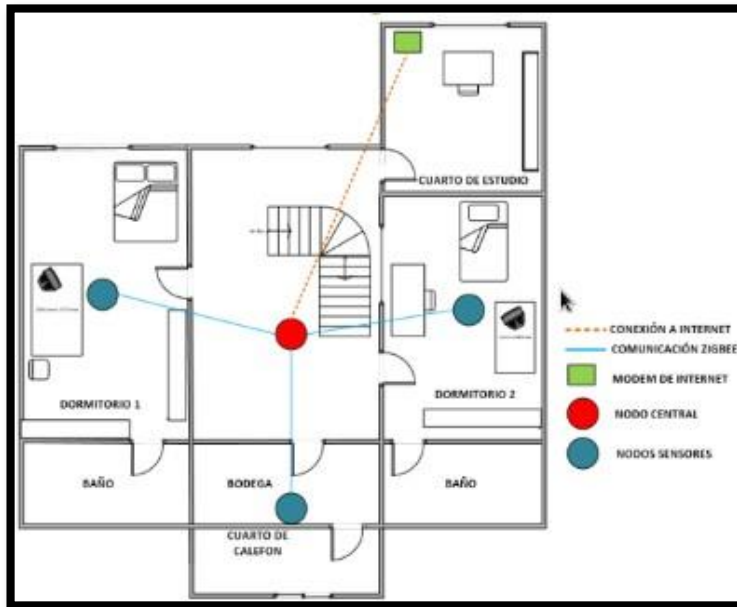 CUARTO DE ESTUDIO
CONEXIÓN A INTERNET
COMUNICACIÓN ZIGBEE
MODEM DE INTERNET
NODO CENTRAL
NODOS SENSORES
DORMITORIO 1
DORMITORIO 2
BAÑO
BODEGA
BAÑO
CUARTO DE
CALEFON